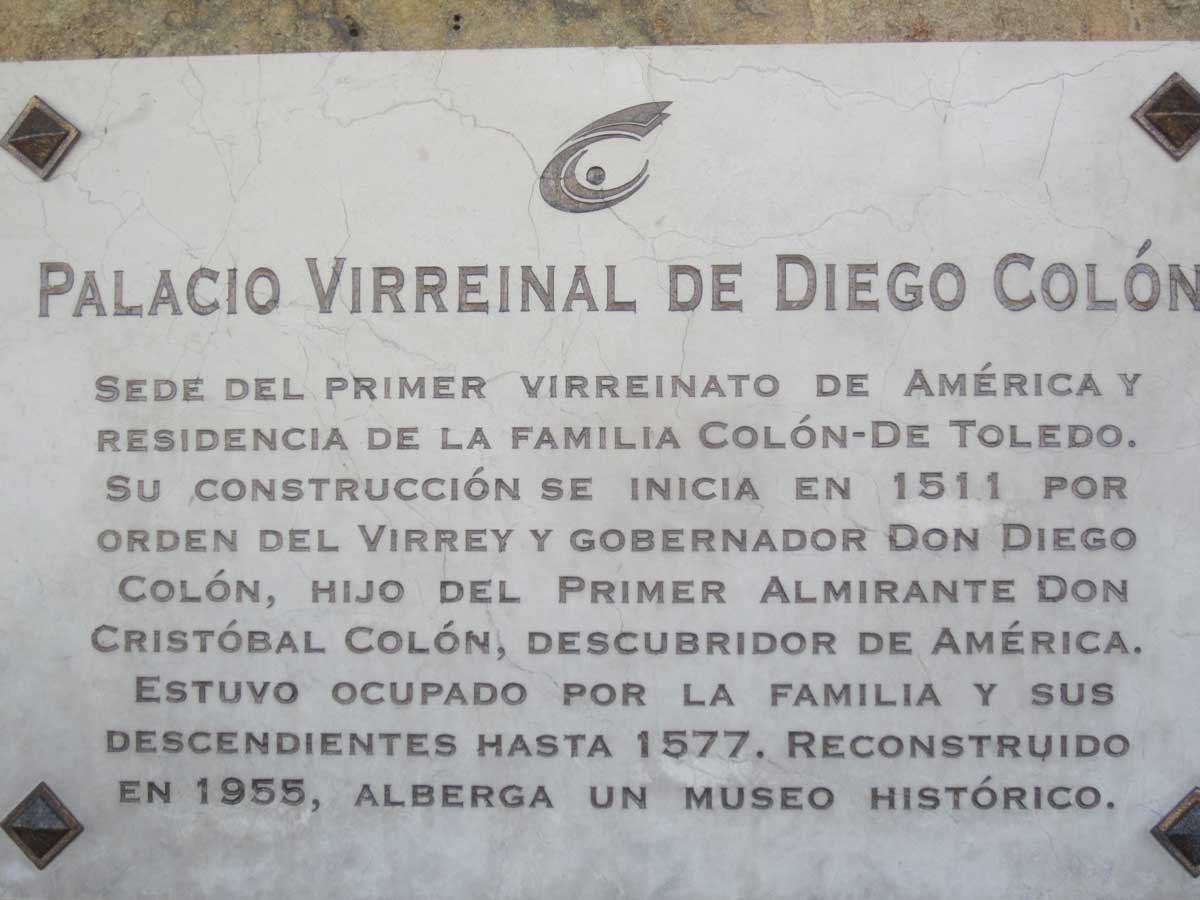 PALACIO VIRREINAL DE DIEGO COLÓN
SEDE DEL PRIMER VIRREINATO DE AMÉRICA Y
RESIDENCIA DE LA FAMILIA COLÓN-DE TOLEDO.
SU CONSTRUCCIÓN SE INICIA EN 1511 POR
ORDEN DEL VIRREY Y GOBERNADOR DON DIEGO
COLÓN, HIJO DEL PRIMER ALMIRANTE DON
CRISTÓBAL COLÓN, DESCUBRIDOR DE AMÉRICA.
ESTUVO OCUPADO POR LA FAMILIA Y SUS
DESCENDIENTES HASTA 1577. RECONSTRUIDO
EN 1955, ALBERGA UN MUSEO HISTÓRICO.